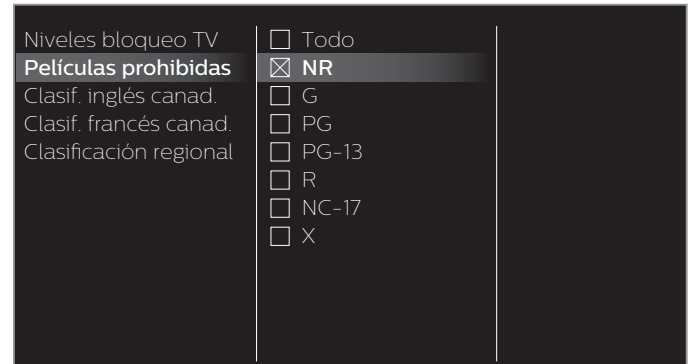 Niveles bloqueo TV
Películas prohibidas
Clasif. inglés canad.
Clasif. francés canad.
Clasificación regional
Todo
NR
G
PG
PG-13
R
NC-17
X